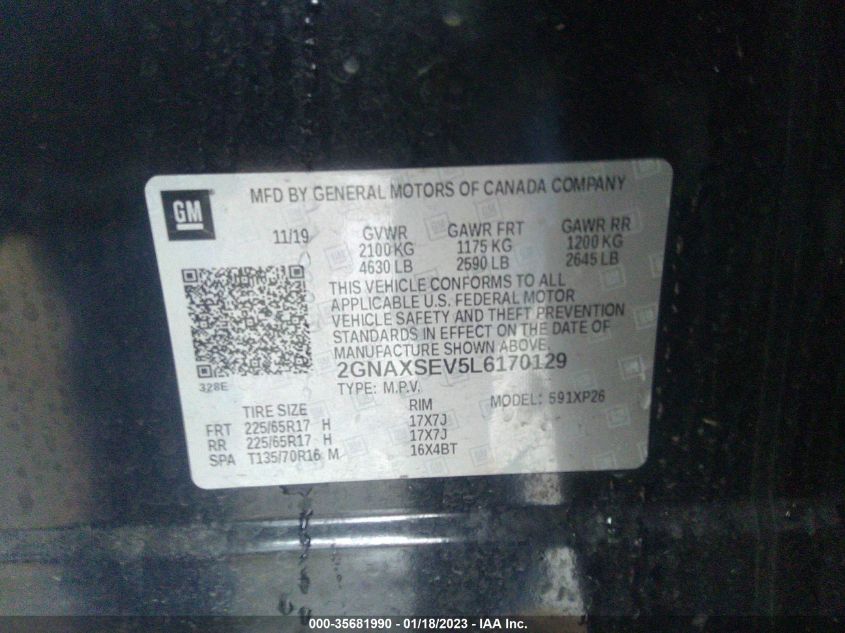 GM
MFD BY GENERAL MOTORS OF CANADA COMPANY
11/19 GVWR GAWR FRT GAWR RR
2100 KG 1175 KG 1200 KG
4630 LB 2590 LB 2645 LB
THIS VEHICLE CONFORMS TO ALL
APPLICABLE U.S. FEDERAL MOTOR
VEHICLE SAFETY AND THEFT PREVENTION
STANDARDS IN EFFECT ON THE DATE OF
MANUFACTURE SHOWN ABOVE.
2GNAXSEV5L6170129
328E
TYPE: M.P.V. MODEL: 591XP26
TIRE SIZE RIM
FRT 225/65R17 H 17X7J
RR 225/65R17 H 17X7J
SPA T135/70R16 M 16X4BT
000-35681990 — 01/18/2023 - IAA Inc.